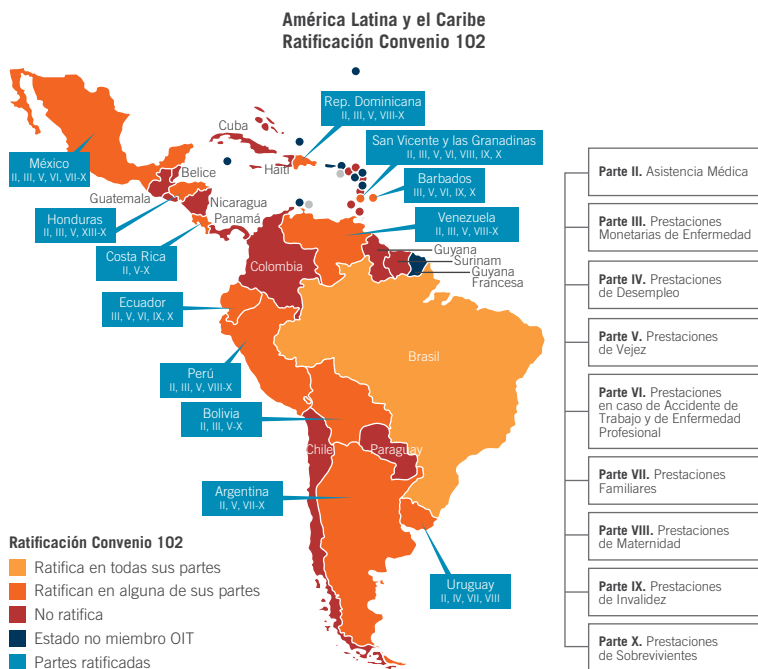 América Latina y el Caribe
Ratificación Convenio 102
Rep. Dominicana
II, III, V, VIII-X
Cuba
San Vicente y las Granadinas
II, III, V, VI, VIII, IX, X
México
II, III, V, VI, VII-X
Belice
Haití
Barbados
III, V, VI, IX, X
Guatemala
Nicaragua
Panamá
Honduras
II, III, V, XIII-X
Venezuela
II, III, V, VIII-X
Costa Rica
II, V-X
Guyana
Surinam
Guyana
Francesa
Colombia
Ecuador
III, V, VI, IX, X
Brasil
Perú
II, III, V, VIII-X
Bolivia
II, III, V-X
Chile
Paraguay
Argentina
II, V, VII-X
Uruguay
II, IV, VII, VIII
Ratificación Convenio 102
Ratifica en todas sus partes
Ratifican en alguna de sus partes
No ratifica
Estado no miembro OIT
Partes ratificadas
Parte II. Asistencia Médica
Parte III. Prestaciones
Monetarias de Enfermedad
Parte IV. Prestaciones
de Desempleo
Parte V. Prestaciones
de Vejez
Parte VI. Prestaciones
en caso de Accidente de
Trabajo y de Enfermedad
Profesional
Parte VII. Prestaciones
Familiares
Parte VIII. Prestaciones
de Maternidad
Parte IX. Prestaciones
de Invalidez
Parte X. Prestaciones
de Sobrevivientes